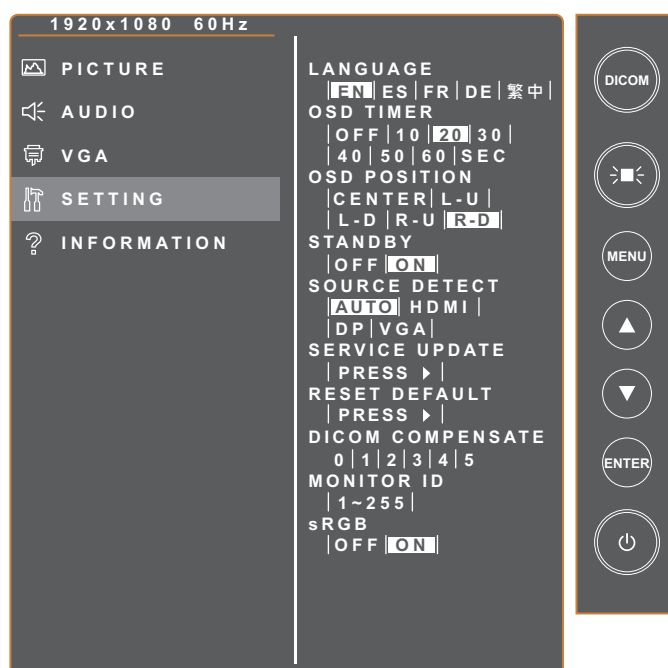 1920x1080 60Hz
PICTURE
AUDIO
VGA
SETTING
INFORMATION
LANGUAGE
|EN|ES|FR|DE|繁中|
OSD TIMER
|OFF|10|20|30|
|40|50|60|SEC
OSD POSITION
|CENTER|L-U|
|L-D|R-U|R-D|
STANDBY
|OFF|ON|
SOURCE DETECT
|AUTO|HDMI|
|DP|VGA|
SERVICE UPDATE
|PRESS ▶|
RESET DEFAULT
|PRESS ▶|
DICOM COMPENSATE
0|1|2|3|4|5
MONITOR ID
|1~255|
sRGB
|OFF|ON|
DICOM
MENU
ENTER